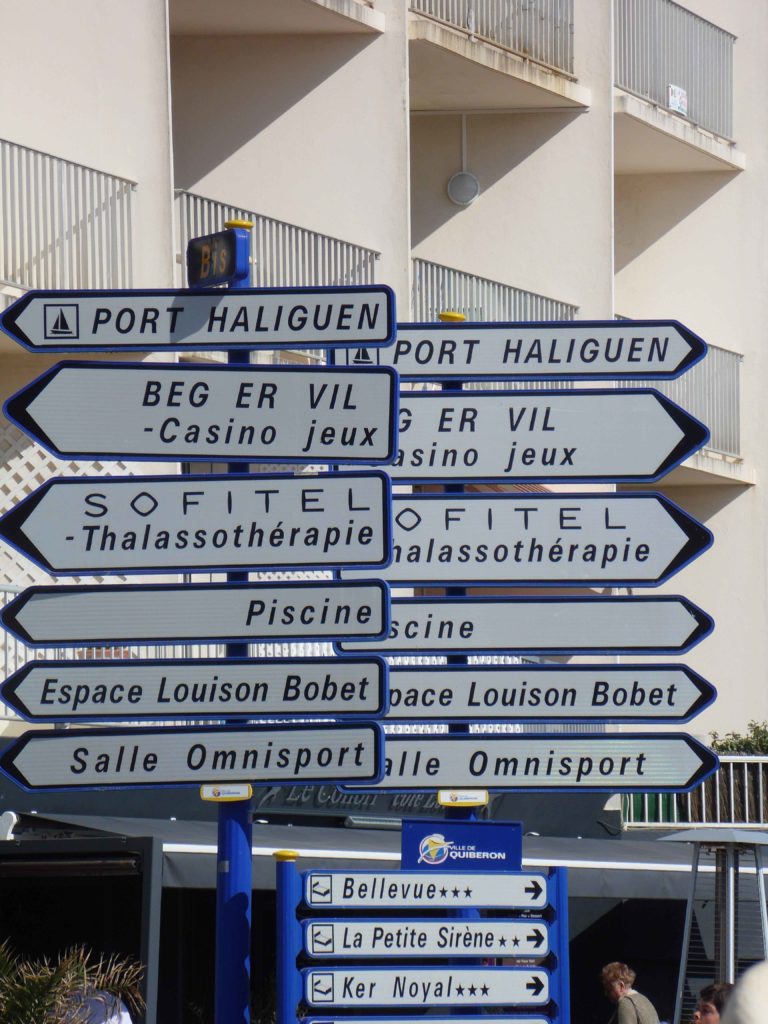 Bis
PORT HALIGUEN
BEG ER VIL
-Casino jeux
SOFITEL
-Thalassothérapie
Piscine
Espace Louison Bobet
Salle Omnisport
PORT HALIGUEN
G ER VIL
asino jeux
OFITEL
halassothérapie
scine
pace Louison Bobet
alle Omnisport
VILLE DE
QUIBERON
Bellevue★★★
La Petite Sirène★★
Ker Noyal★★★